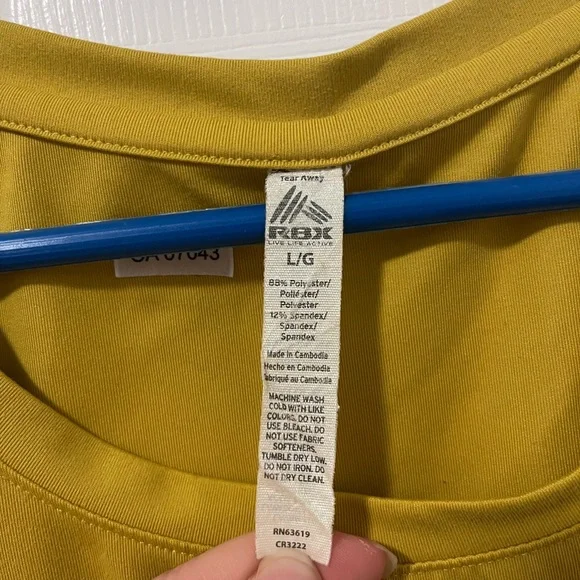 Tear Away
RBX
LIVE LIFE ACTIVE
L/G
88% Polyester/
Poliéster/
Polyester
12% Spandex/
Spandex/
Spandex
Made in Cambodia
Hecho en Cambodia
Fabriqué au Cambodia
MACHINE WASH
COLD WITH LIKE
COLORS. DO NOT
USE BLEACH. DO
NOT USE FABRIC
SOFTENERS.
TUMBLE DRY LOW.
DO NOT IRON. DO
NOT DRY CLEAN.
RN63619
CR3222
CA 07043